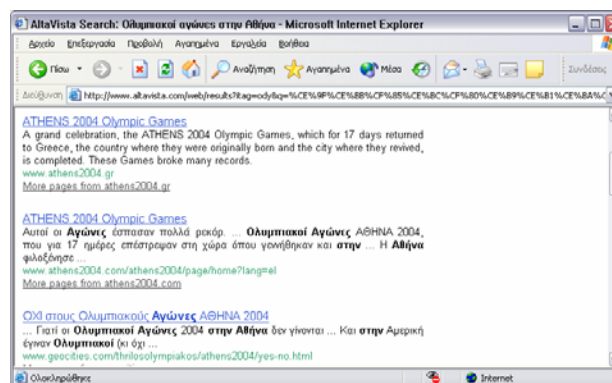 AltaVista Search: Ολυμπιακοί αγώνες στην Αθήνα - Microsoft Internet Explorer
Αρχείο Επεξεργασία Προβολή Αγαπημένα Εργαλεία Βοήθεια
Πίσω Αναζήτηση Αγαπημένα Μέσα Συνδέσεις
Διεύθυνση http://www.altavista.com/web/results?itag=ody&q=%CE%9F%CE%BB%CF%85%CE%BC%CF%80%CE%B9%CE%B1%CE%BA%C
ATHENS 2004 Olympic Games
A grand celebration, the ATHENS 2004 Olympic Games, which for 17 days returned
to Greece, the country where they were originally born and the city where they revived,
is completed. These Games broke many records.
www.athens2004.gr
More pages from athens2004.gr
ATHENS 2004 Olympic Games
Αυτοί οι Αγώνες έσπασαν πολλά ρεκόρ. ... Ολυμπιακοί Αγώνες ΑΘΗΝΑ 2004,
που για 17 ημέρες επέστρεψαν στη χώρα όπου γεννήθηκαν και στην ... Η Αθήνα
φιλοξένησε ...
www.athens2004.com/athens2004/page/home?lang=el
More pages from athens2004.com
ΟΧΙ στους Ολυμπιακούς Αγώνες ΑΘΗΝΑ 2004
... Γιατί οι Ολυμπιακοί Αγώνες 2004 στην Αθήνα δεν γίνονται ... Και στην Αμερική
έγιναν Ολυμπιακοί (κι όχι ...
www.geocities.com/thrilosolympiakos/athens2004/yes-no.html
Ολοκληρώθηκε Internet